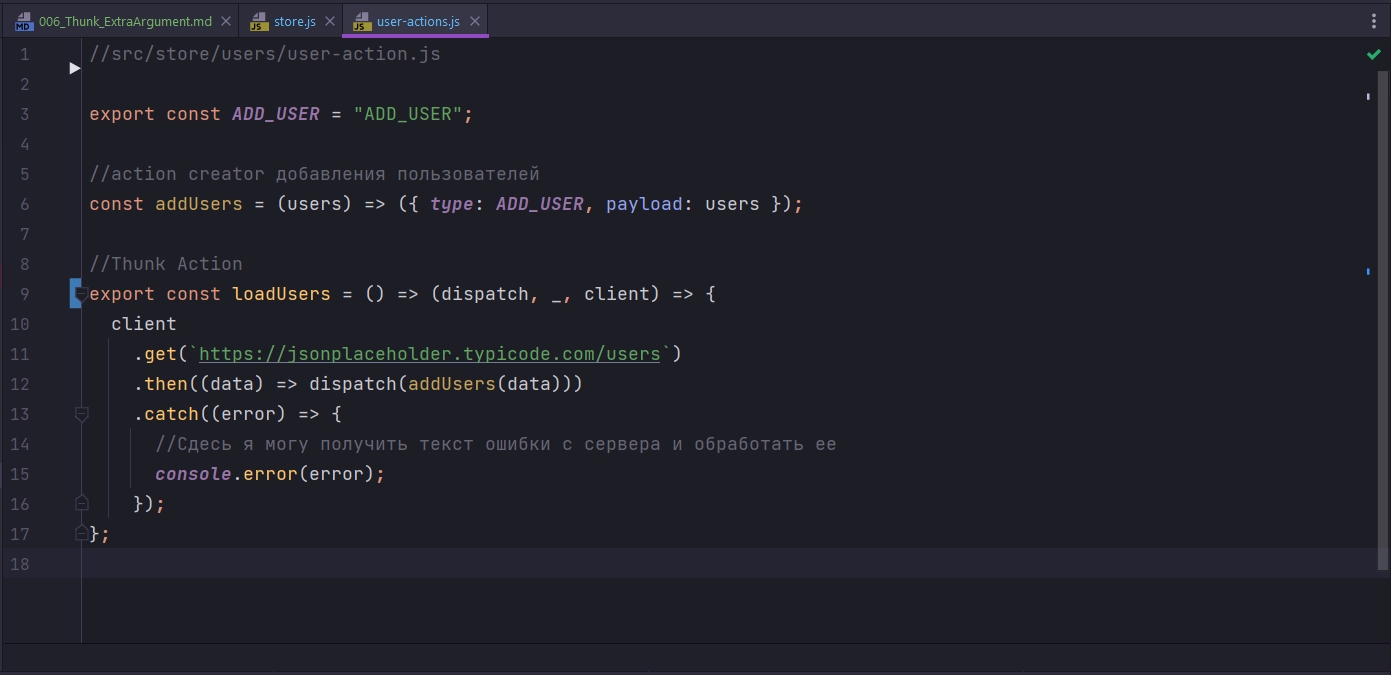 006_Thunk_ExtraArgument.md store.js user-actions.js
1 //src/store/users/user-action.js
2
3 export const ADD_USER = "ADD_USER";
4
5 //action creator добавления пользователей
6 const addUsers = (users) => ({ type: ADD_USER, payload: users });
7
8 //Thunk Action
9 export const loadUsers = () => (dispatch, _, client) => {
10 client
11 .get(`https://jsonplaceholder.typicode.com/users`)
12 .then((data) => dispatch(addUsers(data)))
13 .catch((error) => {
14 //Сдесь я могу получить текст ошибки с сервера и обработать ее
15 console.error(error);
16 });
17 };
18